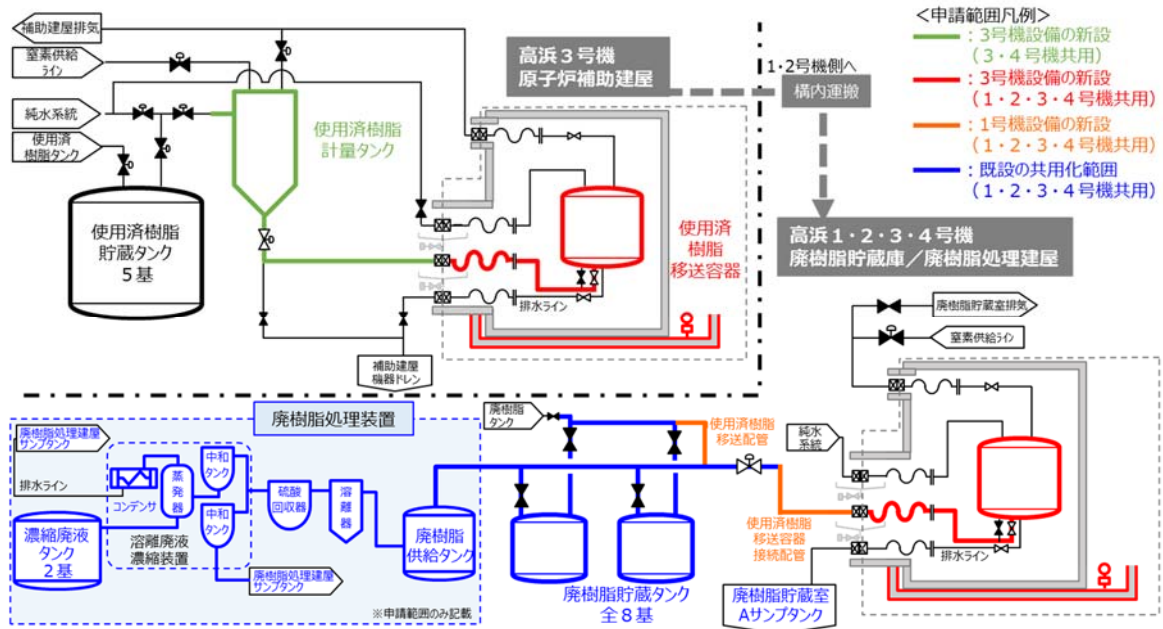 補助建屋排気
窒素供給
ライン
純水系統
使用済
樹脂タンク
使用済樹脂
貯蔵タンク
5基
使用済樹脂
計量タンク
高浜3号機
原子炉補助建屋
1・2号機側へ
構内運搬
使用済
樹脂
移送容器
排水ライン
補助建屋
機器ドレン
<申請範囲凡例>
:3号機設備の新設
(3・4号機共用)
:3号機設備の新設
(1・2・3・4号機共用)
:1号機設備の新設
(1・2・3・4号機共用)
:既設の共用化範囲
(1・2・3・4号機共用)
高浜1・2・3・4号機
廃樹脂貯蔵庫/廃樹脂処理建屋
廃樹脂処理装置
廃樹脂処理建屋
サンプタンク
排水ライン
コンデンサ
蒸発器
中和
タンク
中和
タンク
硫酸
回収器
溶離器
濃縮廃液
タンク
2基
溶離廃液
濃縮装置
廃樹脂処理建屋
サンプタンク
廃樹脂
供給タンク
※申請範囲のみ記載
廃樹脂
タンク
使用済樹脂
移送配管
廃樹脂貯蔵タンク
全8基
使用済樹脂
移送容器
接続配管
廃樹脂貯蔵室排気
窒素供給ライン
純水
系統
排水ライン
廃樹脂貯蔵室
Aサンプタンク